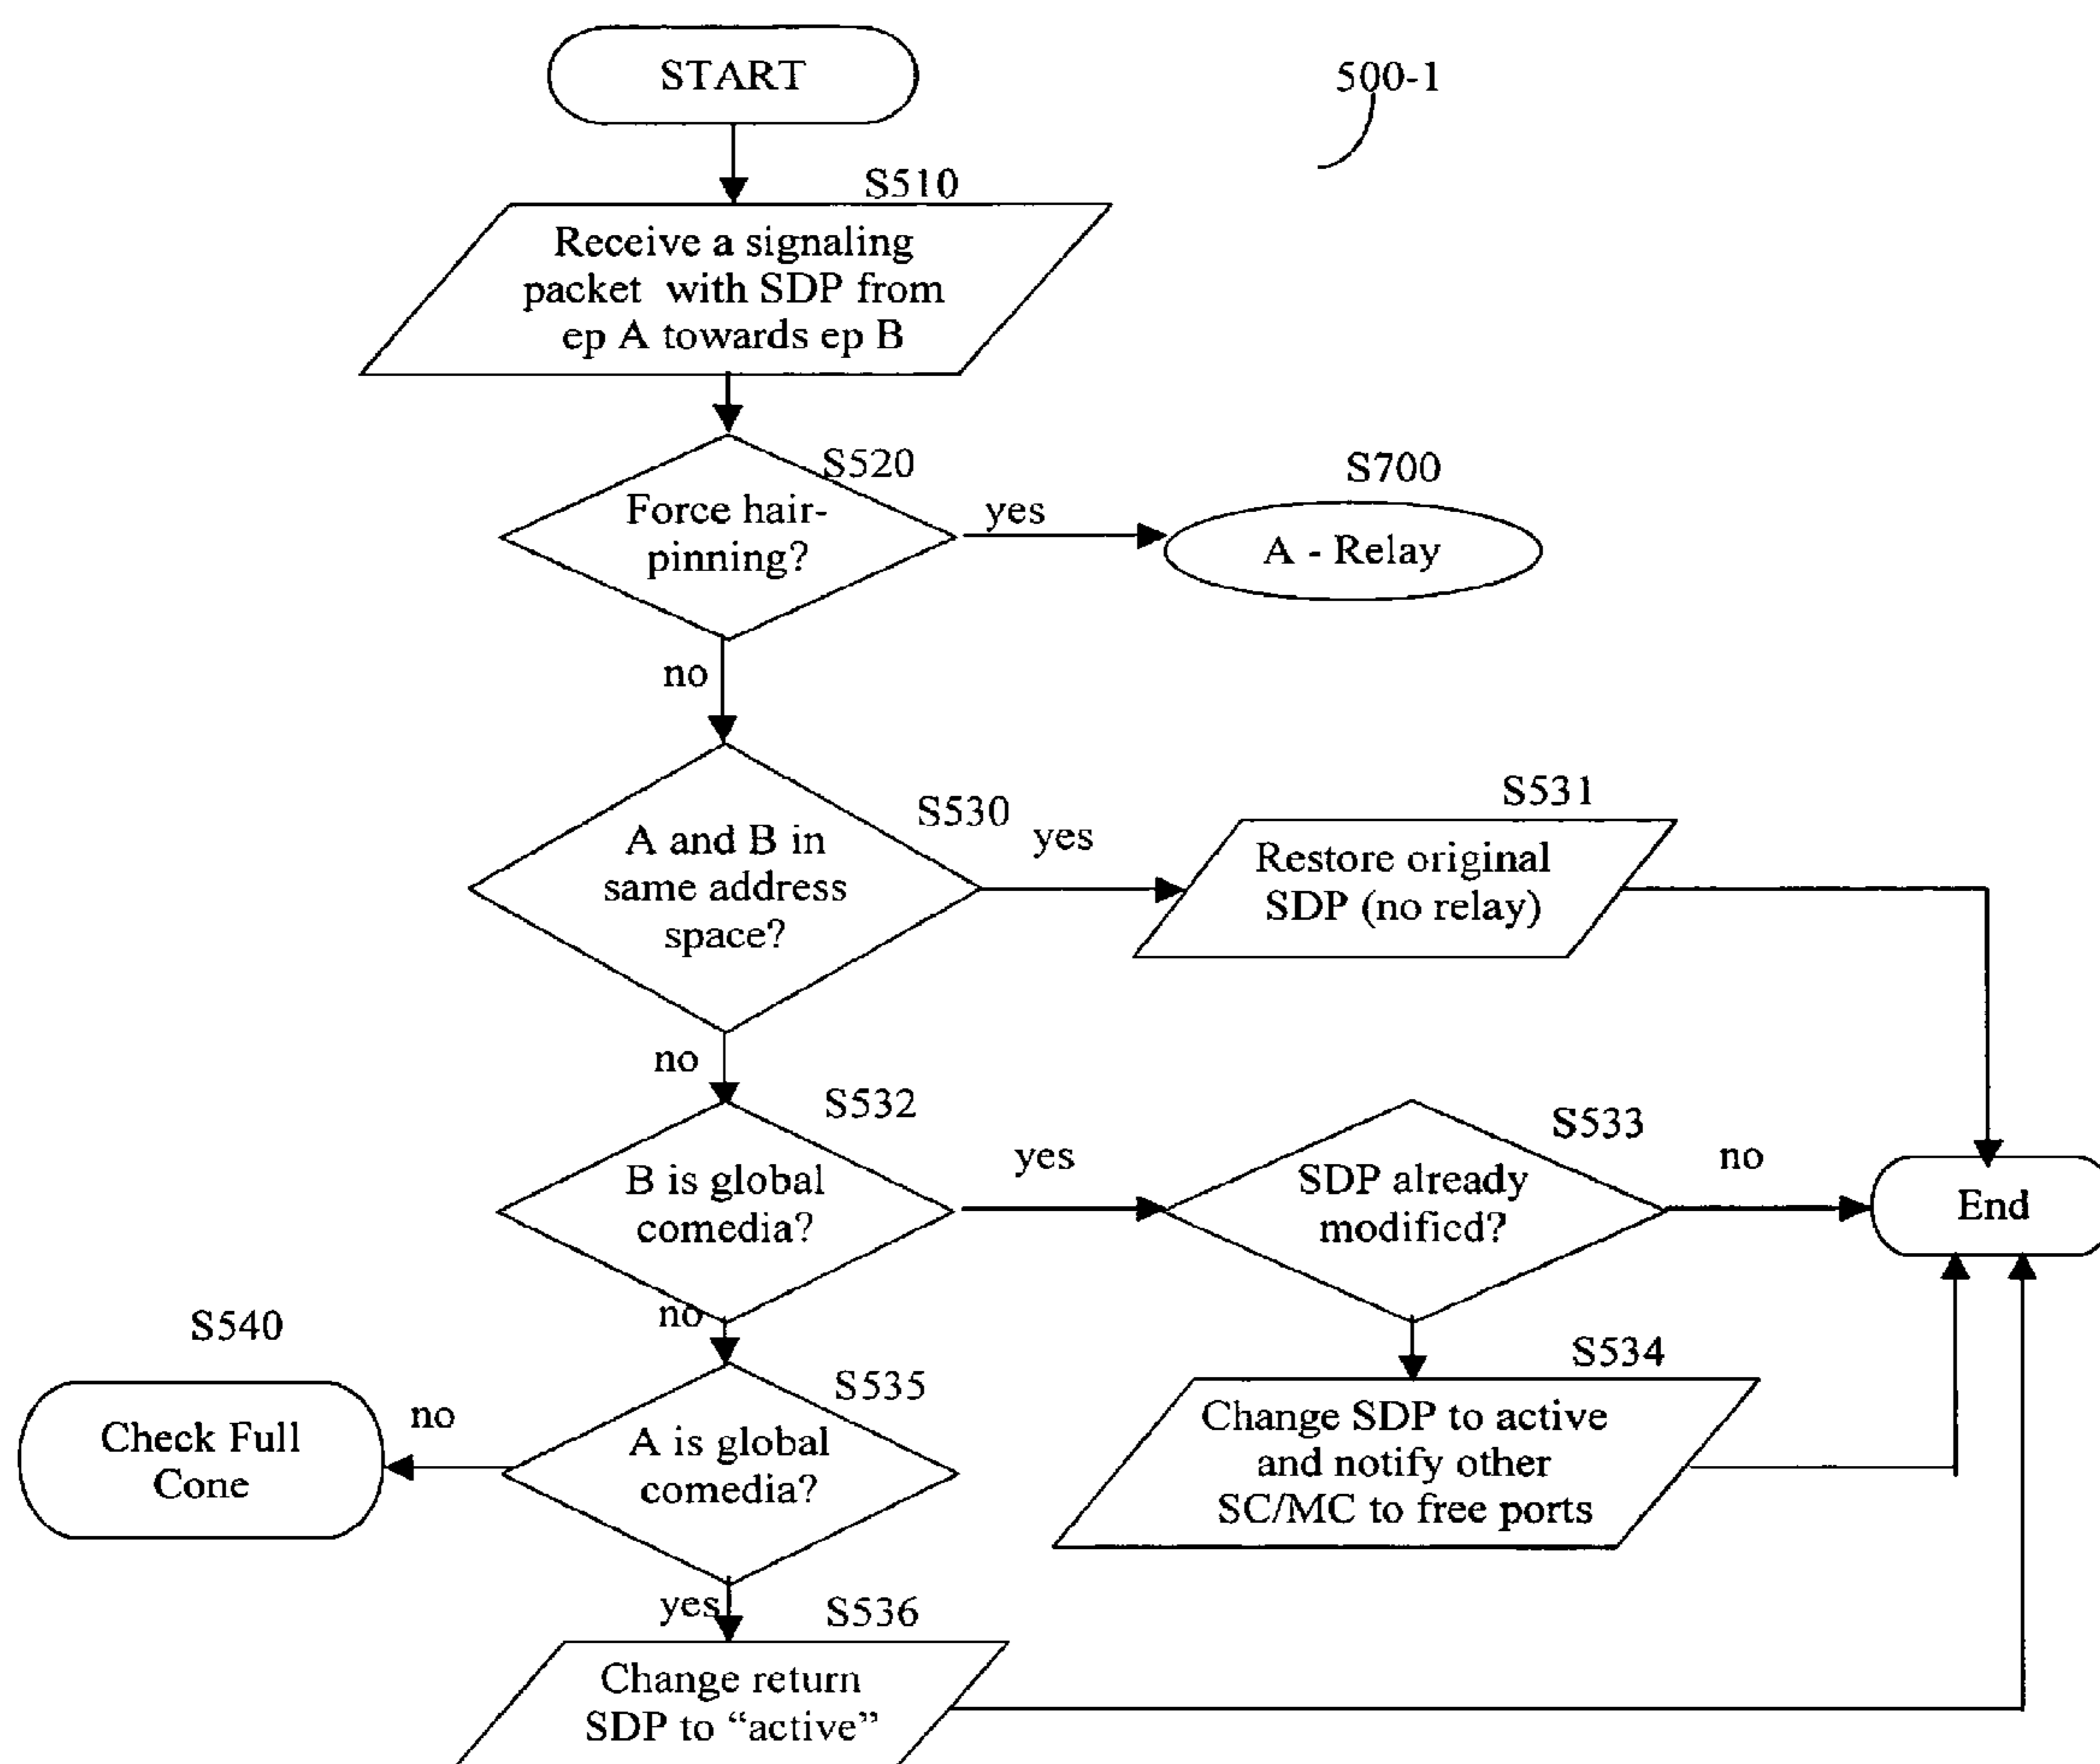 START
500-1
S510
Receive a signaling
packet with SDP from
ep A towards ep B
S520
Force hair-
pinning?
yes
S700
A - Relay
no
S530
A and B in
same address
space?
yes
S531
Restore original
SDP (no relay)
no
S532
B is global
comedia?
yes
S533
SDP already
modified?
no
End
no
S540
Check Full
Cone
no
S535
A is global
comedia?
S534
Change SDP to active
and notify other
SC/MC to free ports
yes
S536
Change return
SDP to “active”